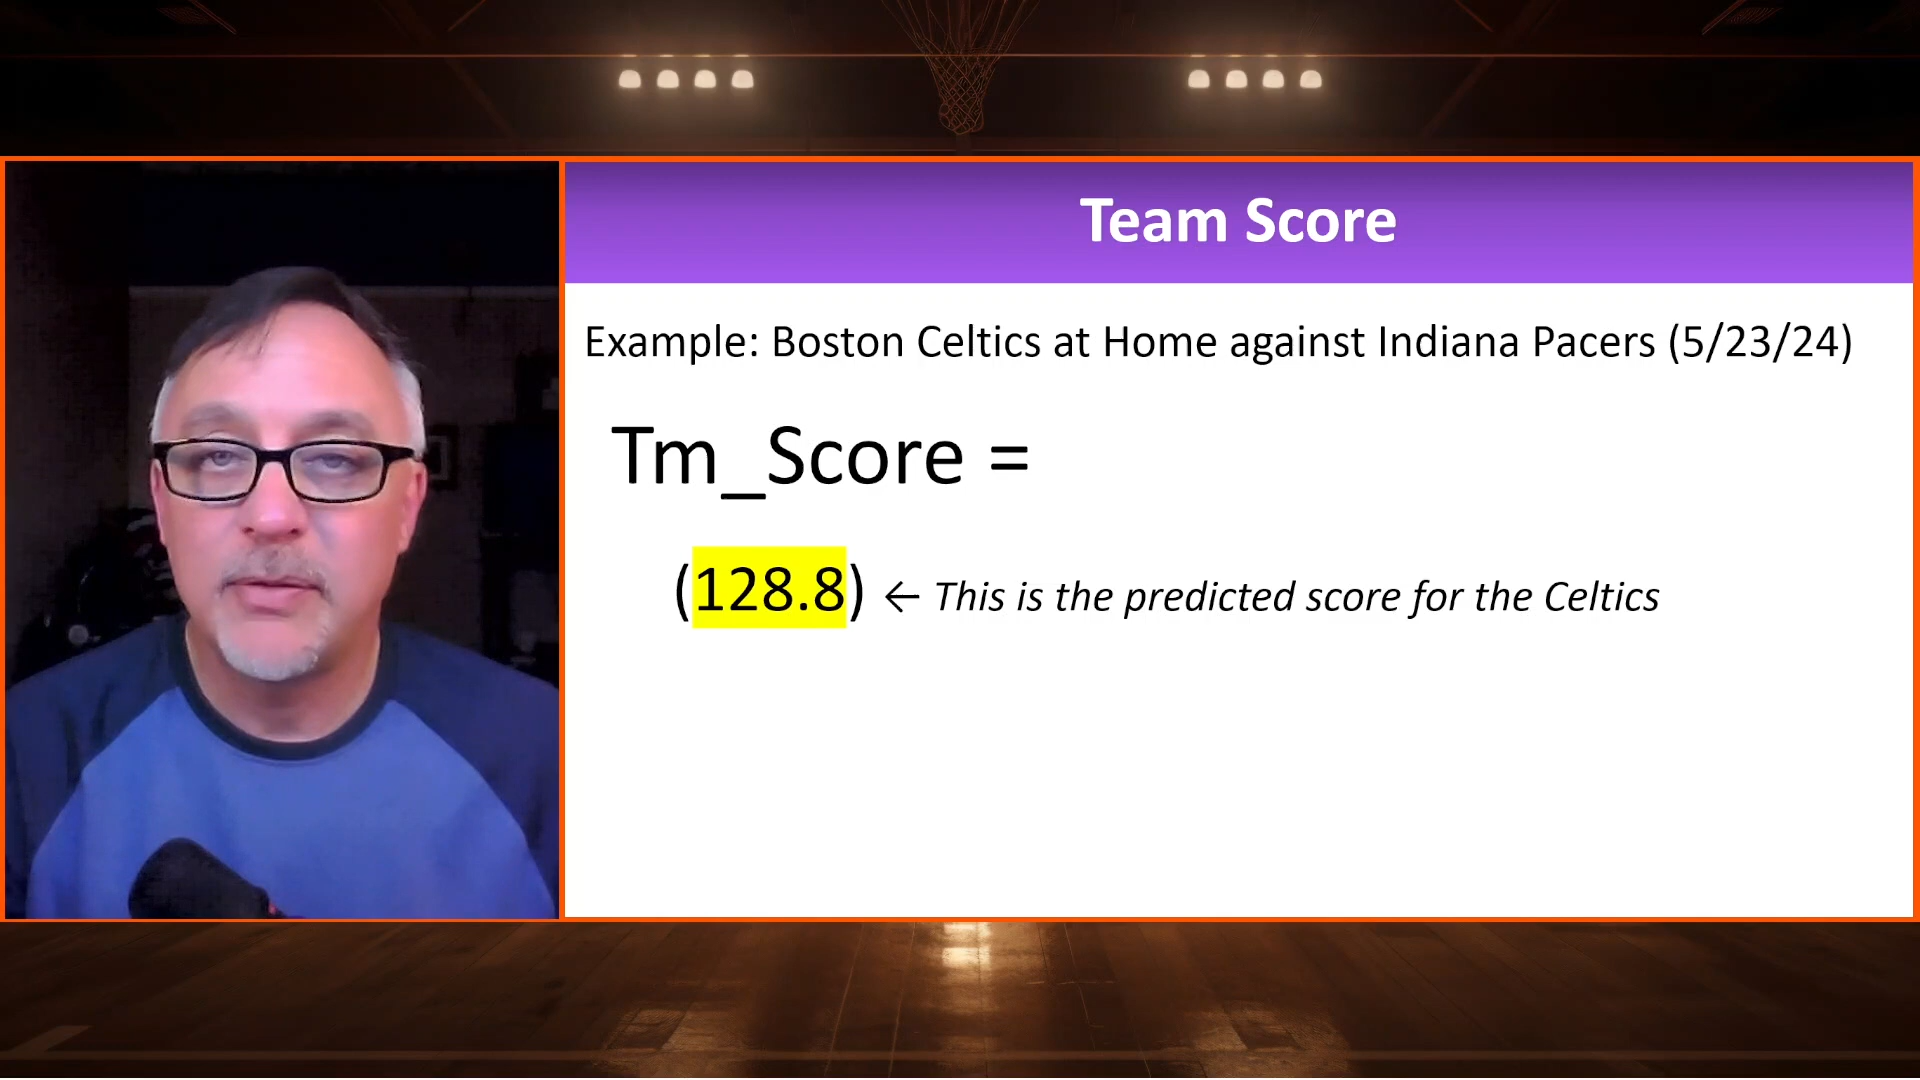 Team Score
Example: Boston Celtics at Home against Indiana Pacers (5/23/24)
Tm_Score =
(128.8) ← This is the predicted score for the Celtics